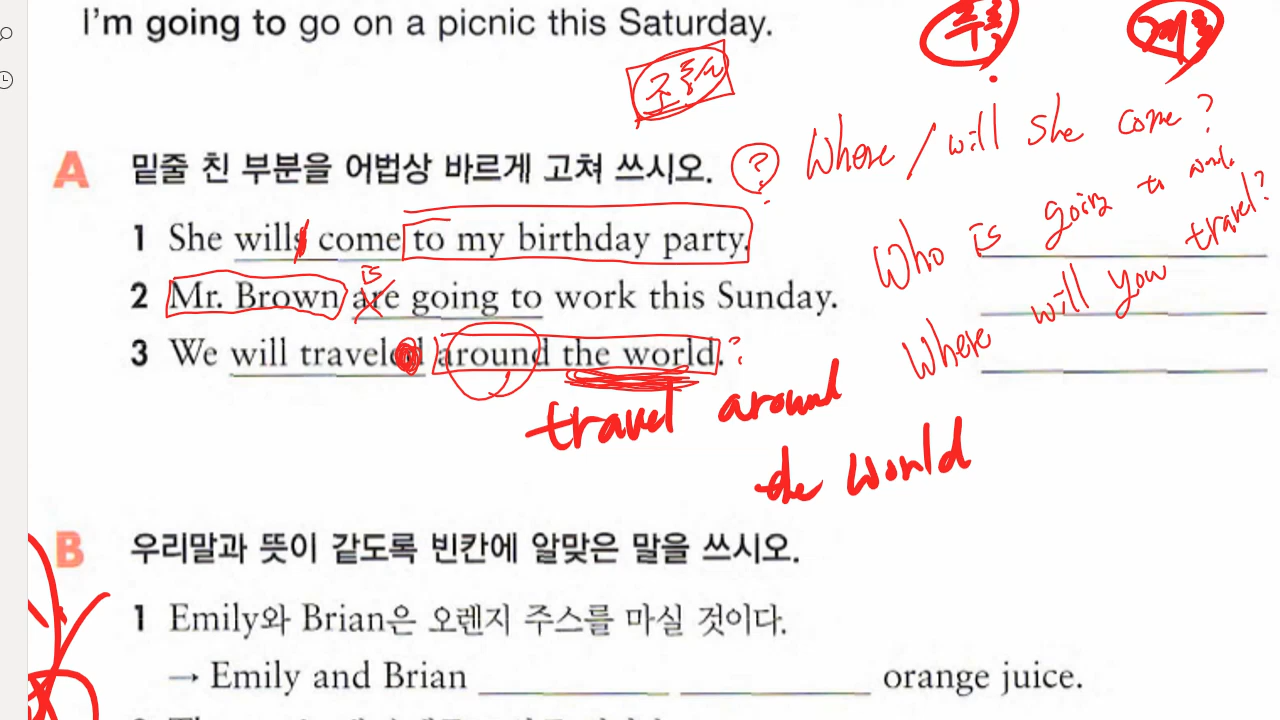 I'm going to go on a picnic this Saturday.
조동사
A 밑줄 친 부분을 어법상 바르게 고쳐 쓰시오.
? Where / will she come?
1 She wills come to my birthday party.
Who is going to work
is
2 Mr. Brown are going to work this Sunday.
Where will you travel?
3 We will traveled around the world. ?
travel around
the world
B 우리말과 뜻이 같도록 빈칸에 알맞은 말을 쓰시오.
1 Emily와 Brian은 오렌지 주스를 마실 것이다.
→ Emily and Brian ________ ________ orange juice.